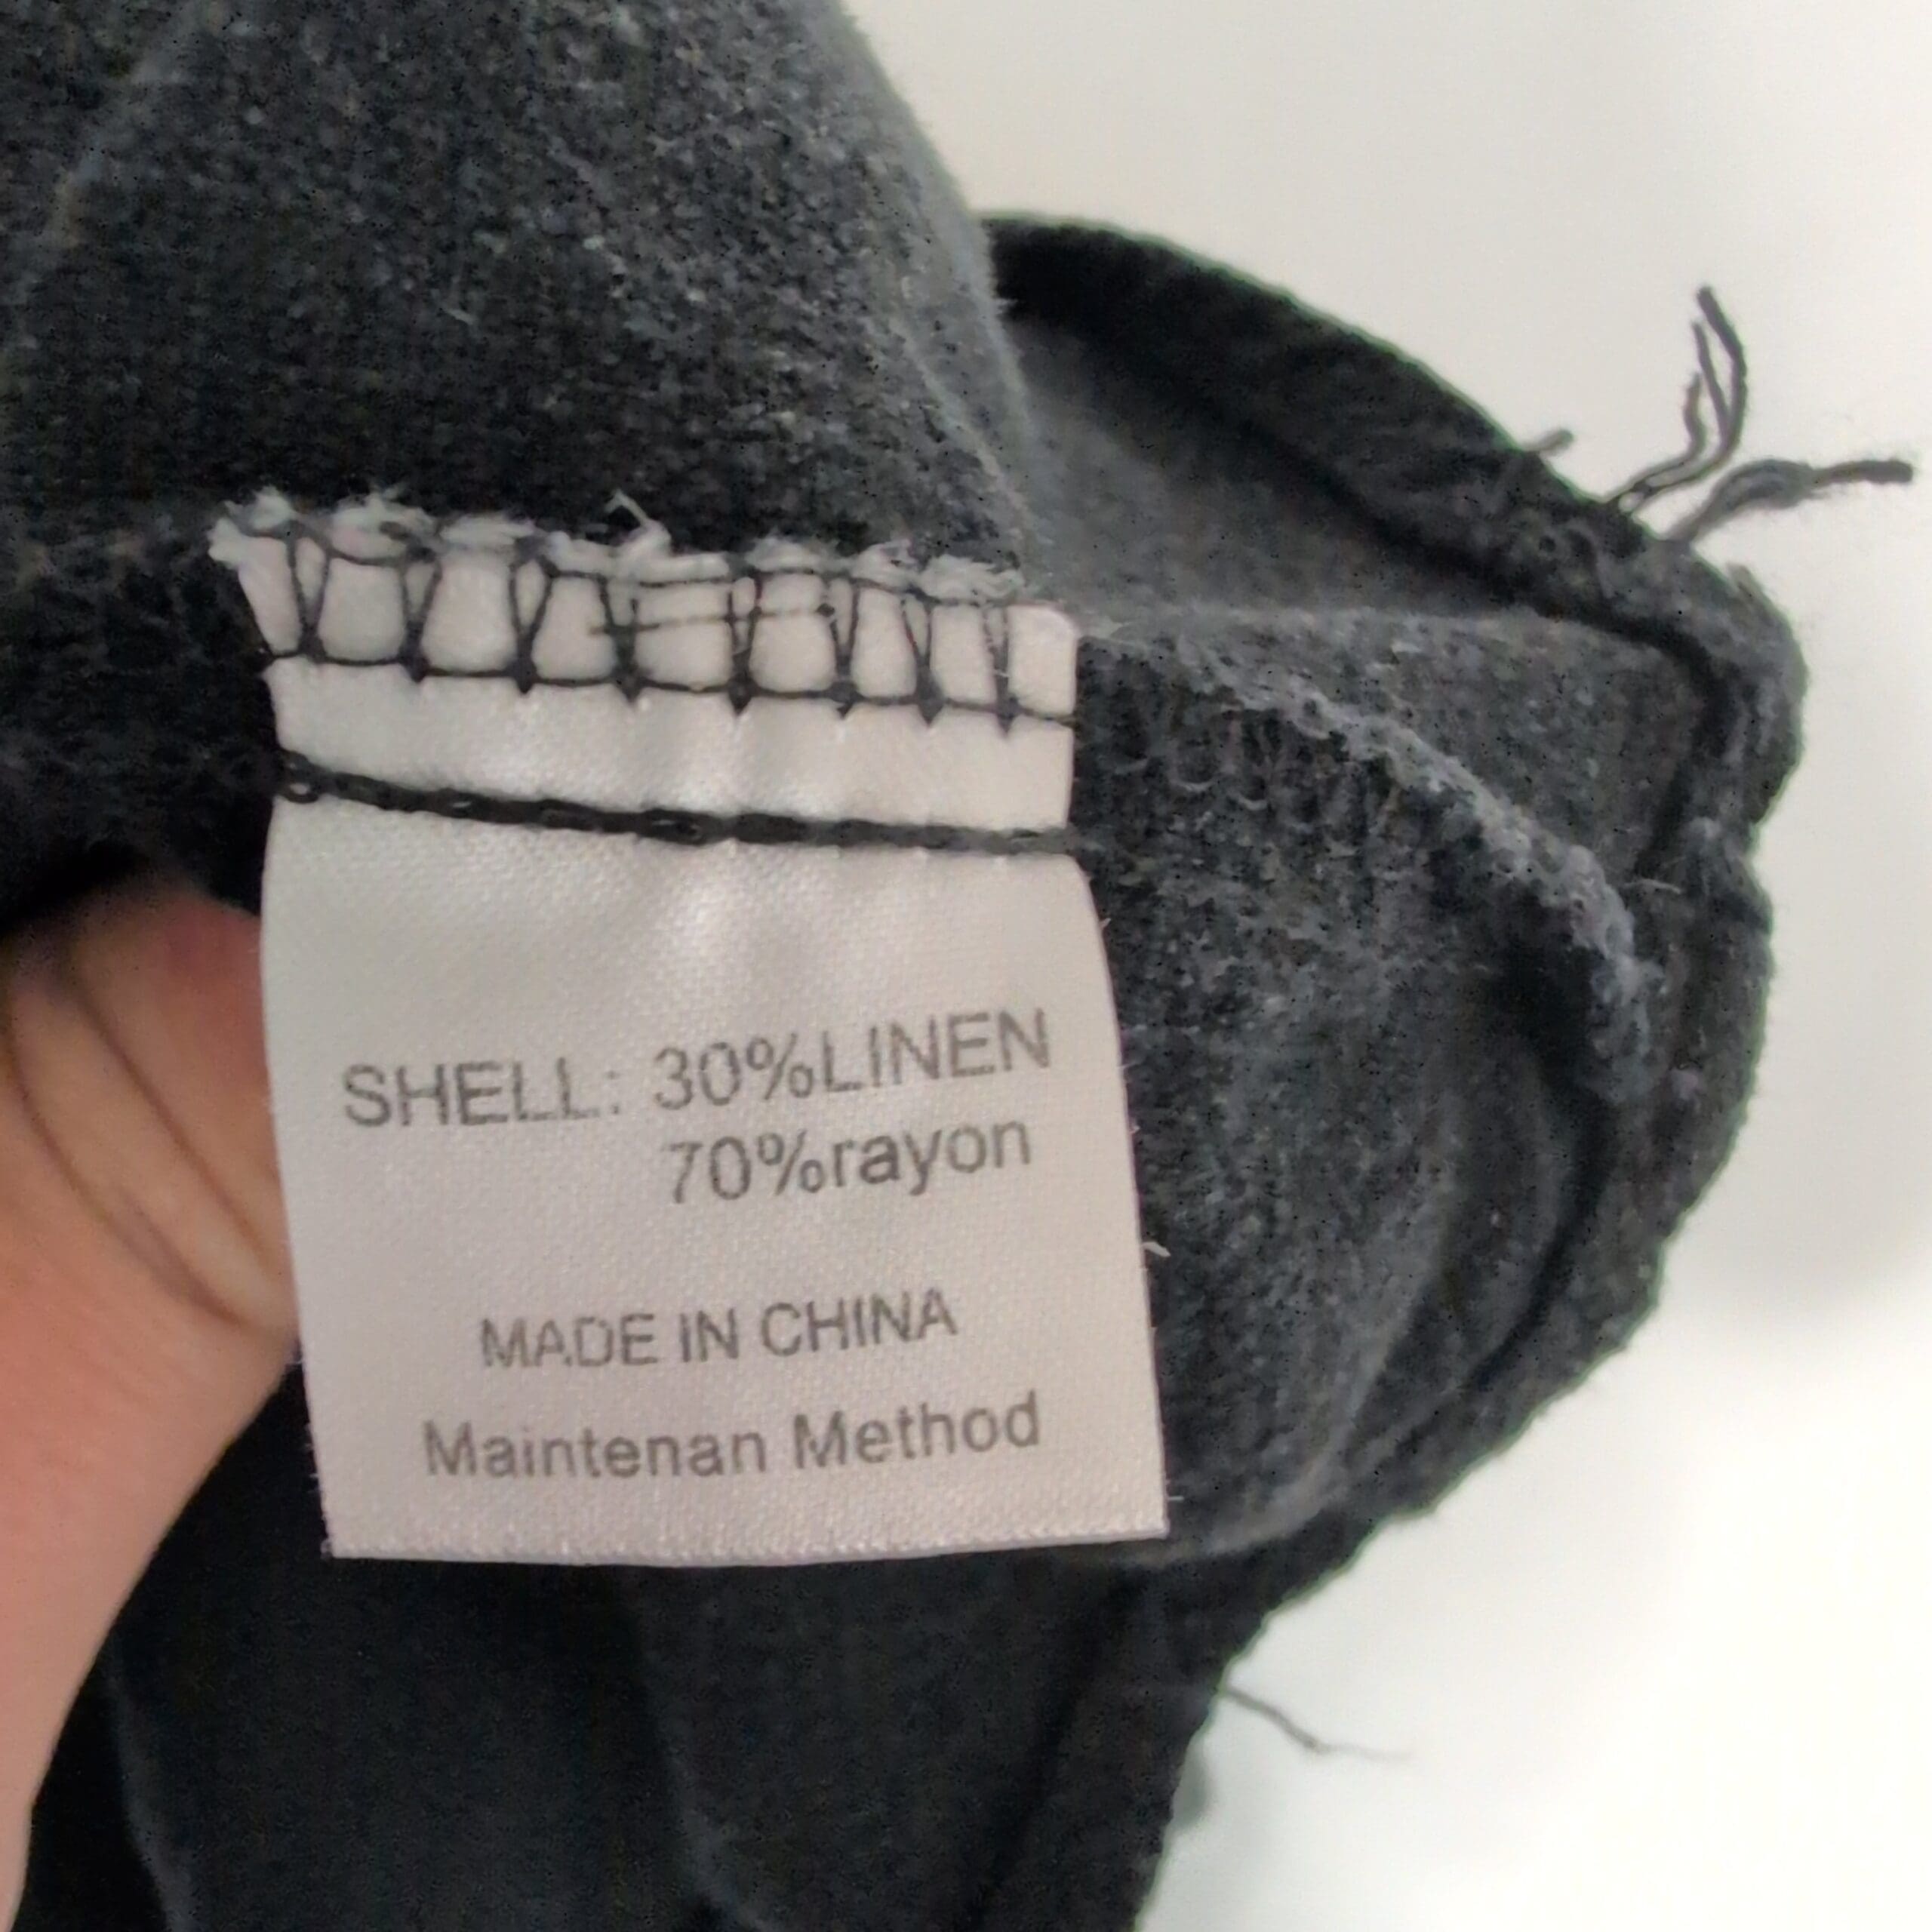 SHELL: 30%LINEN
70%rayon
MADE IN CHINA
Maintenan Method